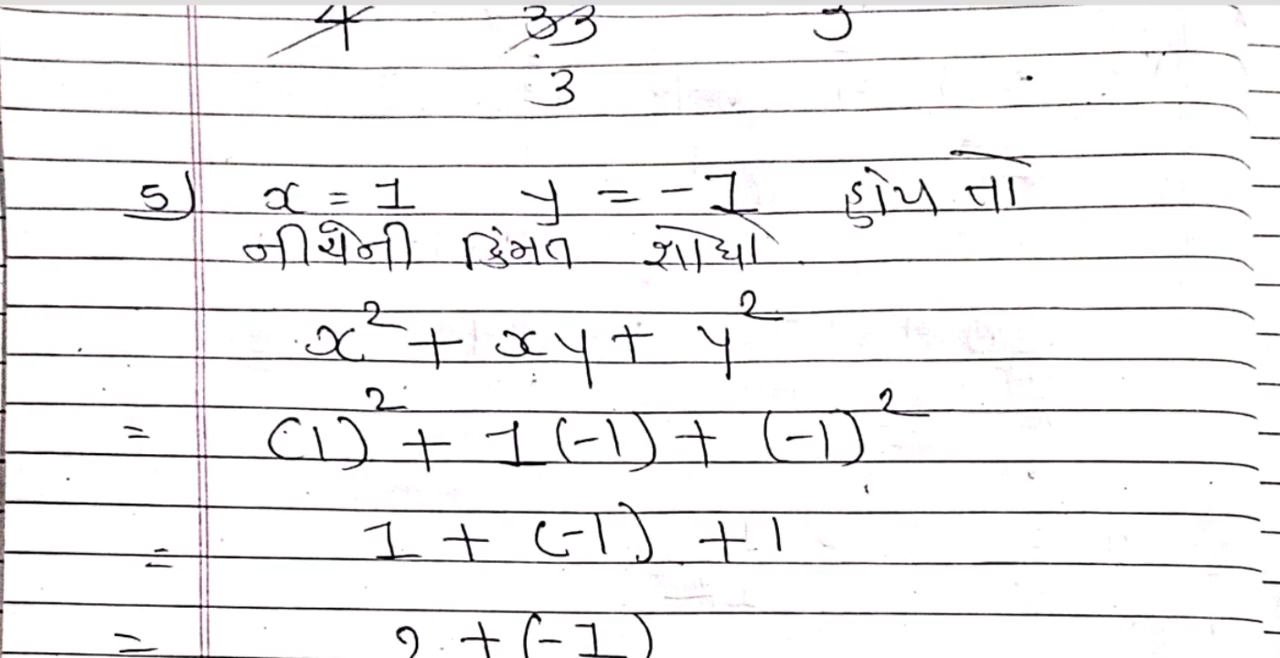 4 33
3
5) x = 1 y = -1 હોય તો
નીચેની કિંમત શોધો.
x² + xy + y²
= (1)² + 1(-1) + (-1)²
= 1 + (-1) + 1
= 2 + (-1)